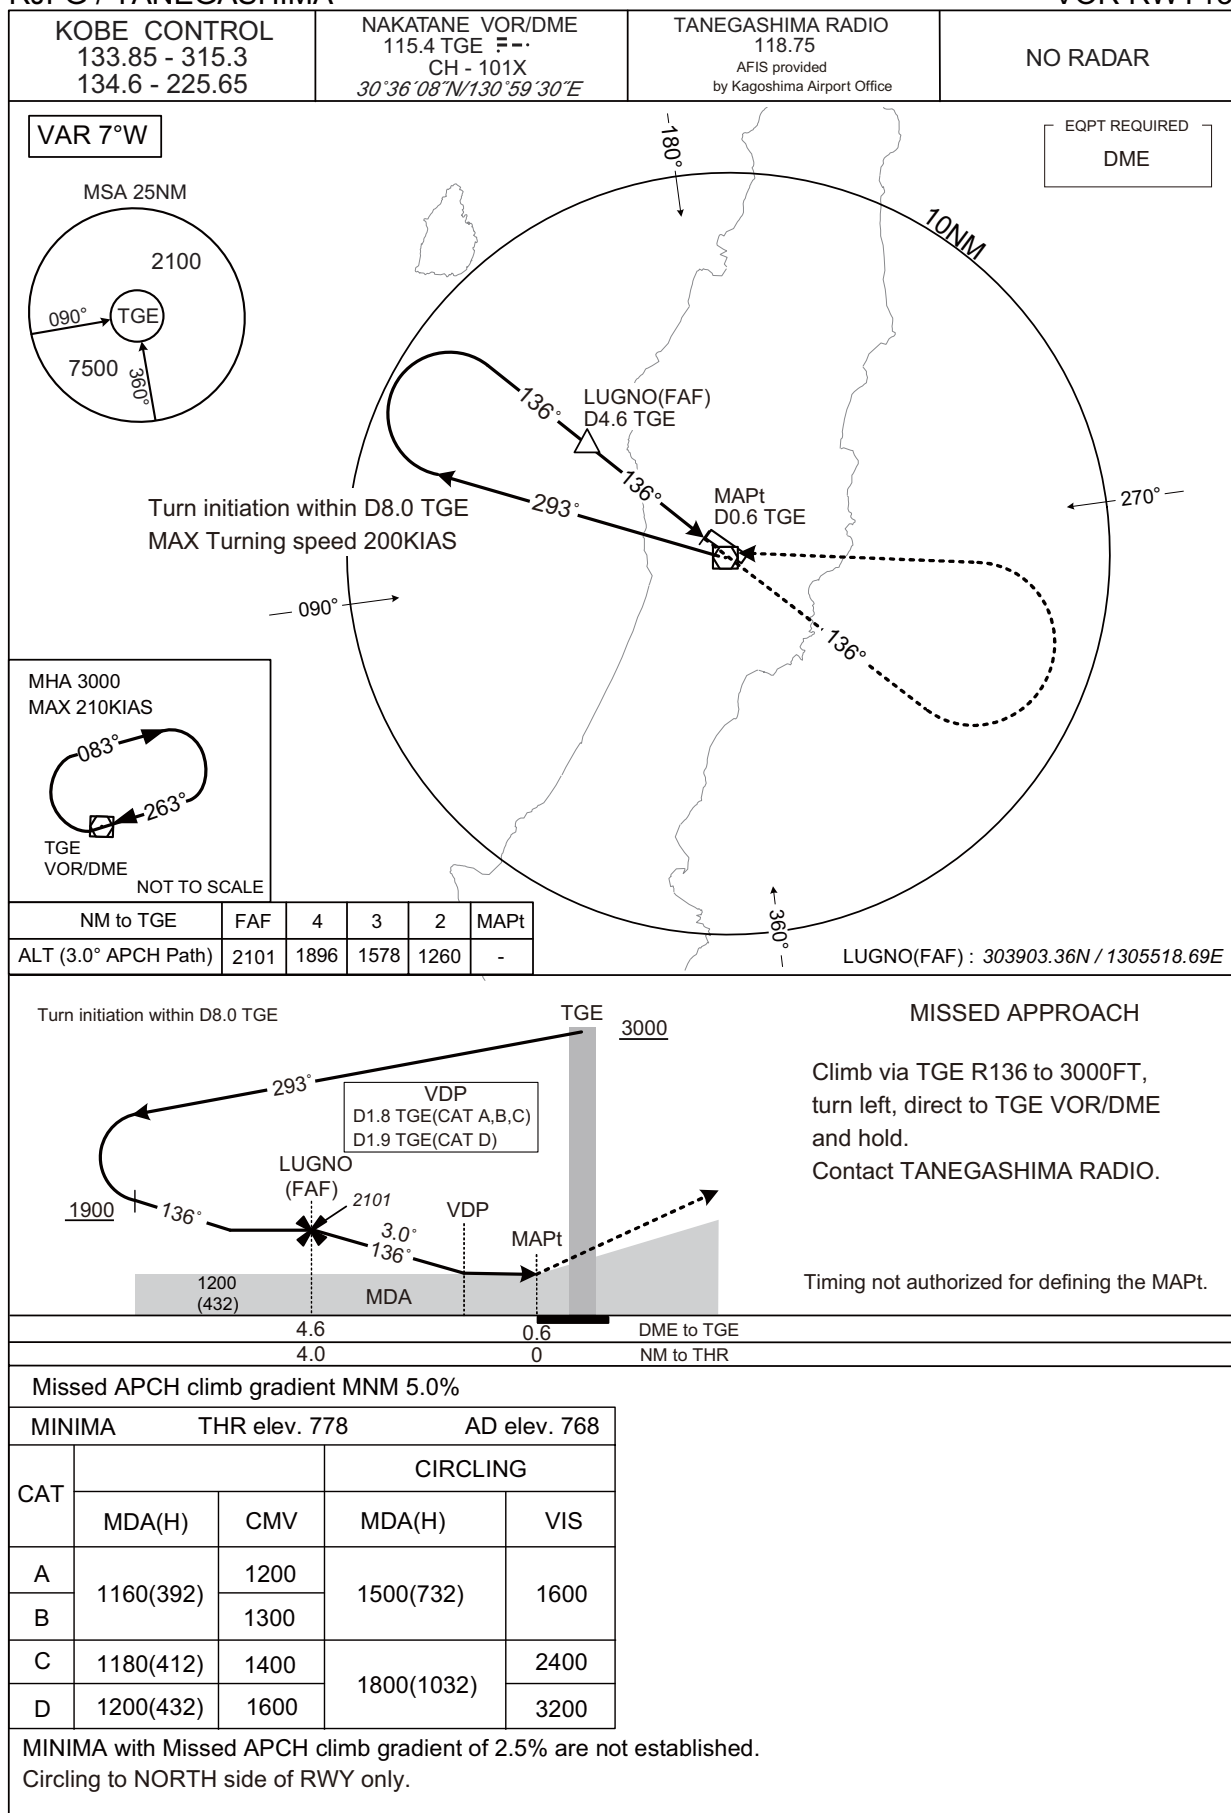 KOBE CONTROL
133.85 - 315.3
134.6 - 225.65
NAKATANE VOR/DME
115.4 TGE
CH - 101X
30°36´08˝N/130°59´30˝E
TANEGASHIMA RADIO
118.75
AFIS provided
by Kagoshima Airport Office
NO RADAR
VAR 7°W
EQPT REQUIRED
DME
MSA 25NM
2100
090°
TGE
7500
360°
180°
10NM
136°
LUGNO(FAF)
D4.6 TGE
136°
MAPt
D0.6 TGE
293°
270°
Turn initiation within D8.0 TGE
MAX Turning speed 200KIAS
090°
136°
360°
MHA 3000
MAX 210KIAS
083°
263°
TGE
VOR/DME
NOT TO SCALE
NM to TGE FAF 4 3 2 MAPt
ALT (3.0° APCH Path) 2101 1896 1578 1260 -
LUGNO(FAF) : 303903.36N / 1305518.69E
Turn initiation within D8.0 TGE
TGE
3000
293°
VDP
D1.8 TGE(CAT A,B,C)
D1.9 TGE(CAT D)
LUGNO
(FAF)
2101
1900
136°
3.0°
136°
VDP
MAPt
1200
(432)
MDA
4.6 0.6 DME to TGE
4.0 0 NM to THR
MISSED APPROACH
Climb via TGE R136 to 3000FT,
turn left, direct to TGE VOR/DME
and hold.
Contact TANEGASHIMA RADIO.
Timing not authorized for defining the MAPt.
Missed APCH climb gradient MNM 5.0%
MINIMA THR elev. 778 AD elev. 768
CAT CIRCLING
MDA(H) CMV MDA(H) VIS
A 1160(392) 1200 1500(732) 1600
B 1300
C 1180(412) 1400 1800(1032) 2400
D 1200(432) 1600 3200
MINIMA with Missed APCH climb gradient of 2.5% are not established.
Circling to NORTH side of RWY only.